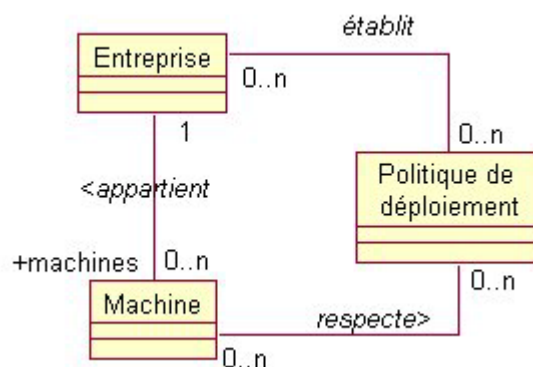 établit
Entreprise
0..n
1
0..n
<appartient
Politique de
déploiement
+machines
0..n
Machine
0..n
respecte>
0..n